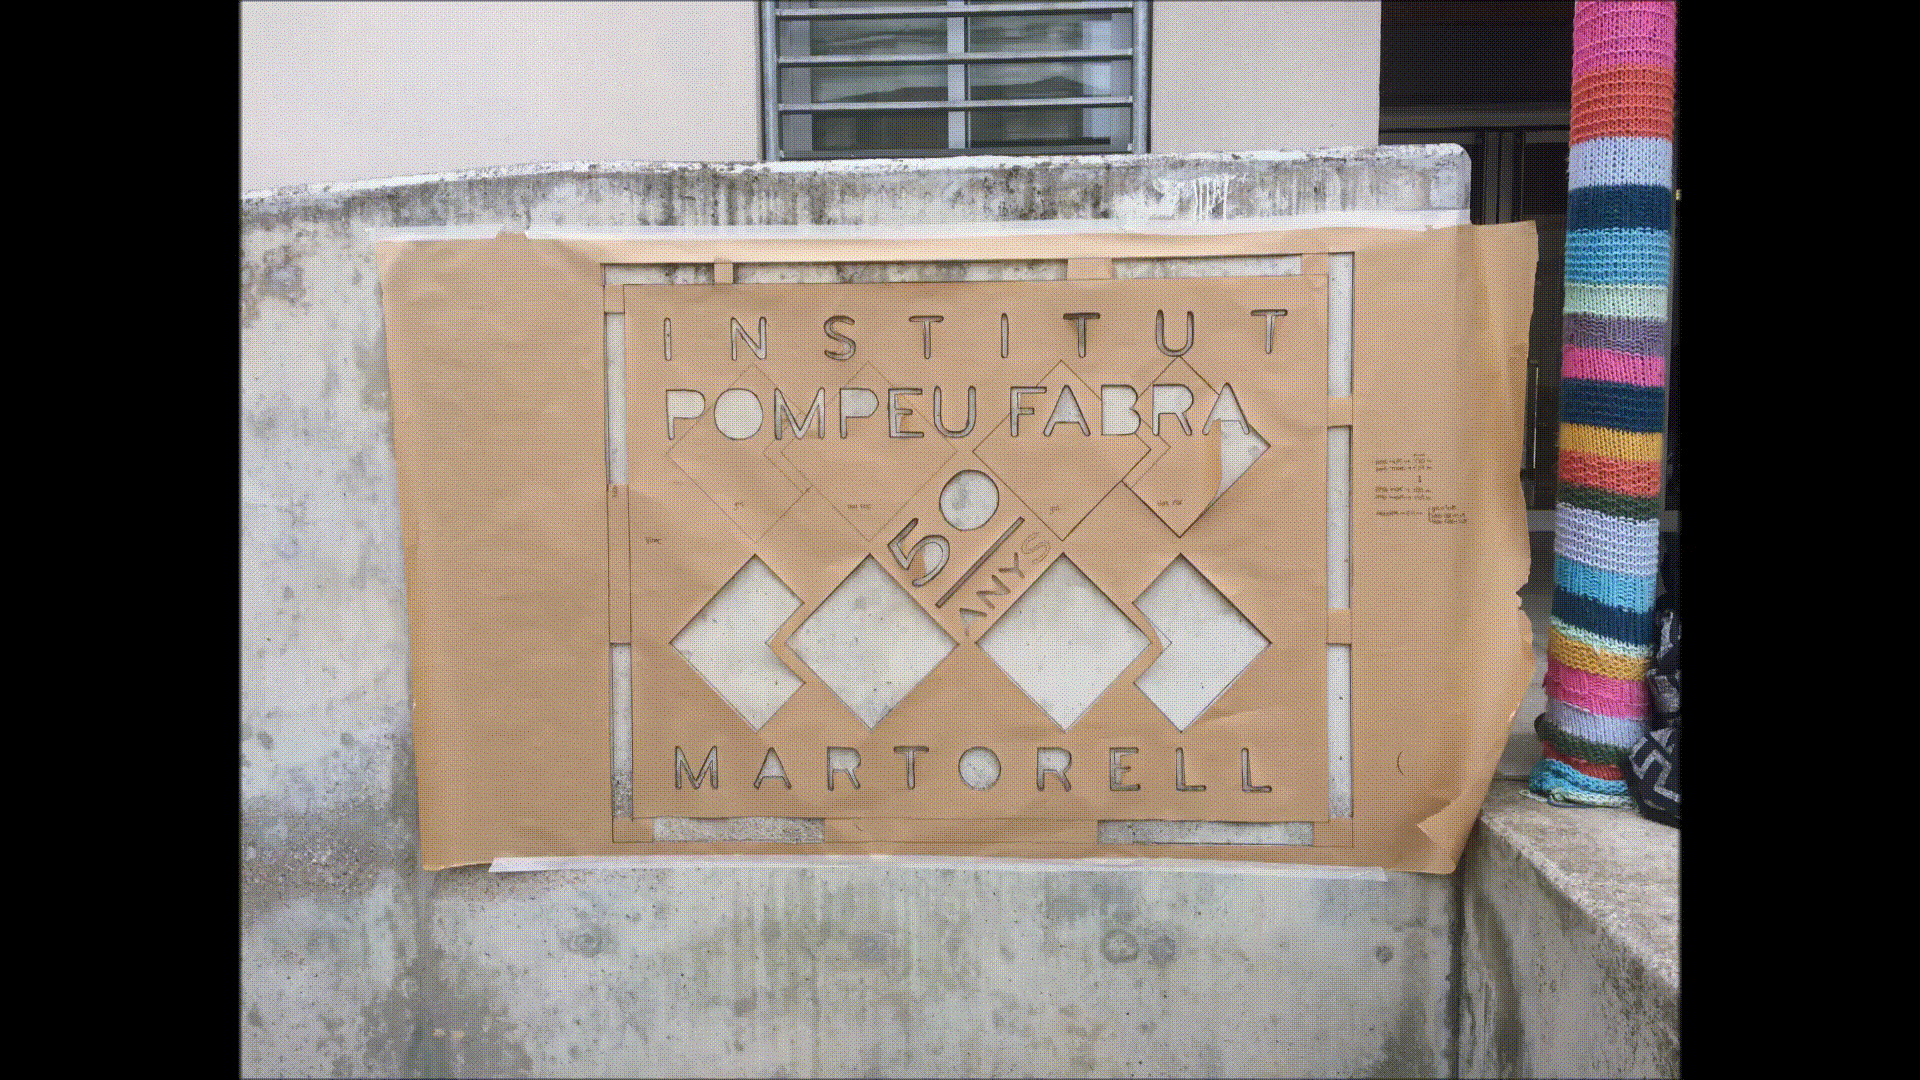 INSTITUT
POMPEU FABRA
50
ANYS
MARTORELL